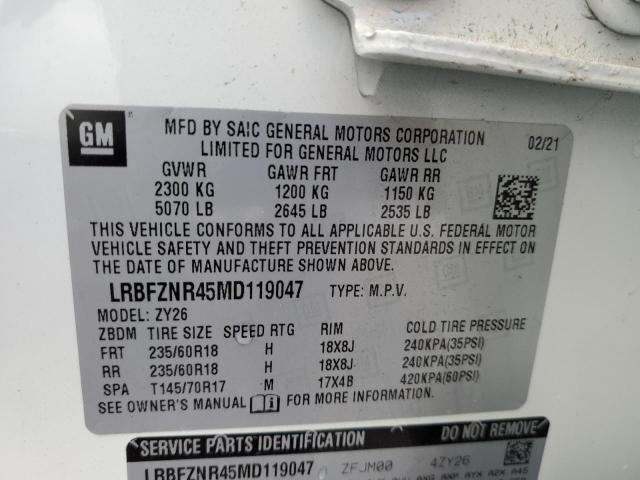 GM
MFD BY SAIC GENERAL MOTORS CORPORATION 02/21
LIMITED FOR GENERAL MOTORS LLC
GVWR GAWR FRT GAWR RR
2300 KG 1200 KG 1150 KG
5070 LB 2645 LB 2535 LB
THIS VEHICLE CONFORMS TO ALL APPLICABLE U.S. FEDERAL MOTOR
VEHICLE SAFETY AND THEFT PREVENTION STANDARDS IN EFFECT ON
THE DATE OF MANUFACTURE SHOWN ABOVE.
LRBFZNR45MD119047 TYPE: M.P.V.
MODEL: ZY26
ZBDM TIRE SIZE SPEED RTG RIM COLD TIRE PRESSURE
FRT 235/60R18 H 18X8J 240KPA(35PSI)
RR 235/60R18 H 18X8J 240KPA(35PSI)
SPA T145/70R17 M 17X4B 420KPA(60PSI)
SEE OWNER'S MANUAL FOR MORE INFORMATION.
SERVICE PARTS IDENTIFICATION DO NOT REMOVE
LRBFZNR45MD119047 ZFJM00 4ZY26